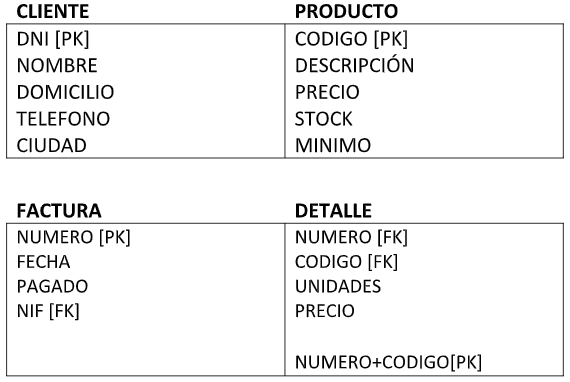 CLIENTE
DNI [PK]
NOMBRE
DOMICILIO
TELEFONO
CIUDAD
PRODUCTO
CODIGO [PK]
DESCRIPCIÓN
PRECIO
STOCK
MINIMO
FACTURA
NUMERO [PK]
FECHA
PAGADO
NIF [FK]
DETALLE
NUMERO [FK]
CODIGO [FK]
UNIDADES
PRECIO
NUMERO+CODIGO[PK]